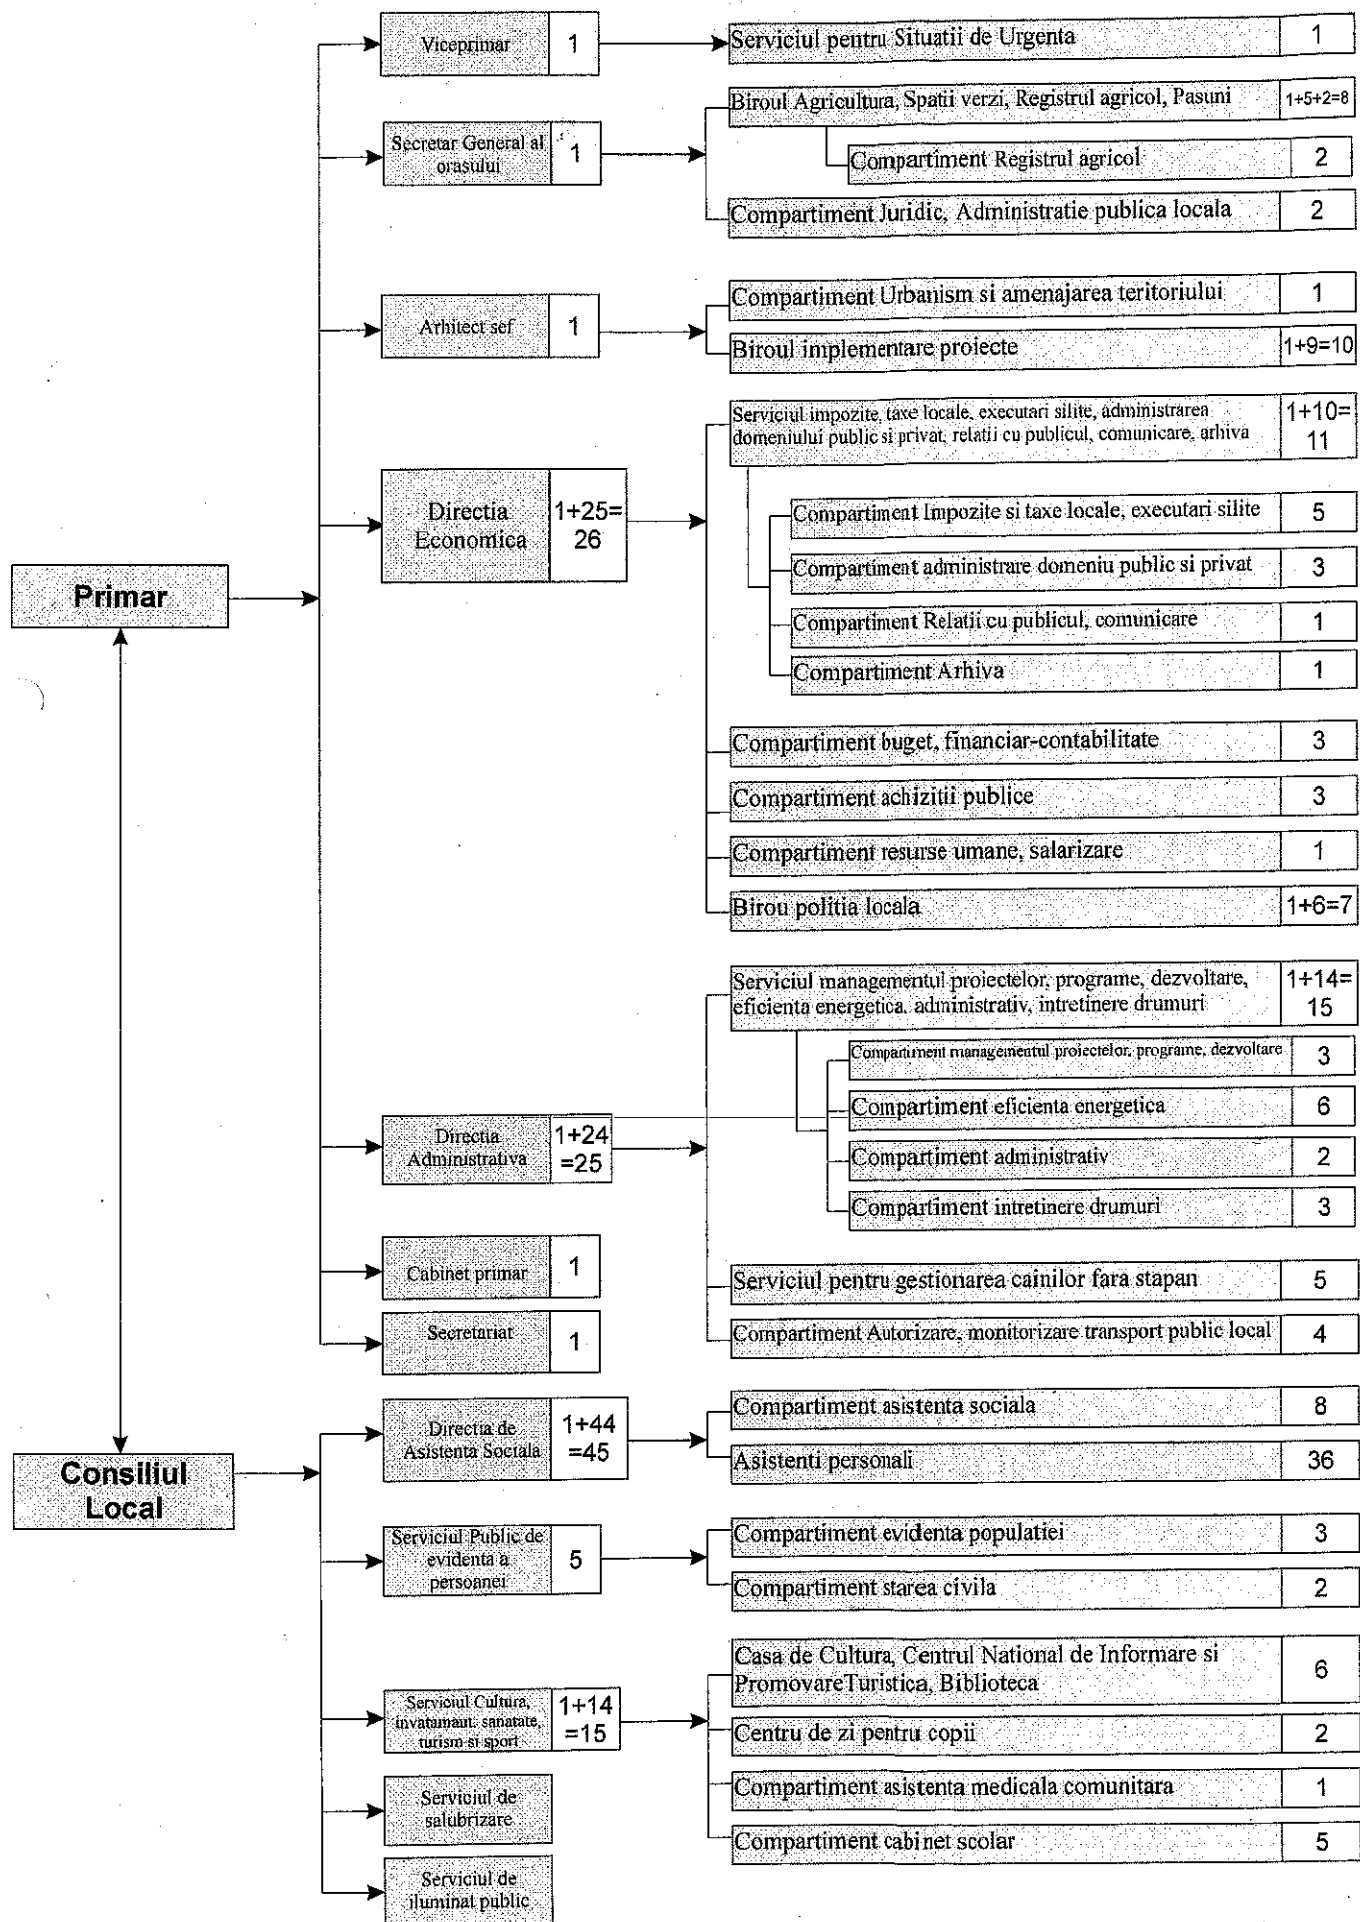 Viceprimar 1
Serviciul pentru Situatii de Urgenta 1
Biroul Agricultura, Spatii verzi, Registrul agricol, Pasuni 1+5+2=8
Secretar General al
orasului
1
Compartiment Registrul agricol 2
Compartiment Juridic, Administratie publica locala 2
Arhitect sef 1
Compartiment Urbanism si amenajarea teritoriului 1
Biroul implementare proiecte 1+9=10
Serviciul impozite, taxe locale, executari silite, administrarea
domeniului public si privat, relatii cu publicul, comunicare, arhiva
1+10=
11
Directia
Economica
1+25=
26
Compartiment Impozite si taxe locale, executari silite 5
Compartiment administrare domeniu public si privat 3
Compartiment Relatii cu publicul, comunicare 1
Compartiment Arhiva 1
Primar
Compartiment buget, financiar-contabilitate 3
Compartiment achizitii publice 3
Compartiment resurse umane, salarizare 1
Birou politia locala 1+6=7
Serviciul managementul proiectelor, programe, dezvoltare,
eficienta energetica, administrativ, intretinere drumuri
1+14=
15
Compartiment managementul proiectelor, programe, dezvoltare 3
Compartiment eficienta energetica 6
Directia
Administrativa
1+24
=25
Compartiment administrativ 2
Compartiment intretinere drumuri 3
Cabinet primar 1
Serviciul pentru gestionarea cainilor fara stapan 5
Secretariat 1
Compartiment Autorizare, monitorizare transport public local 4
Consiliul
Local
Directia de
Asistenta Sociala
1+44
=45
Compartiment asistenta sociala 8
Asistenti personali 36
Serviciul Public de
evidenta a
persoanei
5
Compartiment evidenta populatiei 3
Compartiment starea civila 2
Serviciul Cultura,
invatamant, sanatate,
turism si sport
1+14
=15
Casa de Cultura, Centrul National de Informare si
PromovareTuristica, Biblioteca
6
Centru de zi pentru copii 2
Compartiment asistenta medicala comunitara 1
Compartiment cabinet scolar 5
Serviciul de
salubrizare
Serviciul de
iluminat public